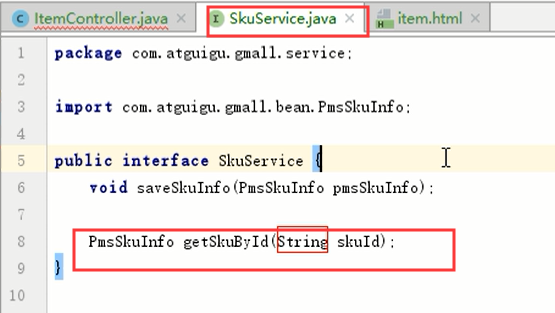 C ItemController.java × I SkuService.java × H item.html ×
1 package com.atguigu.gmall.service;
2
3 import com.atguigu.gmall.bean.PmsSkuInfo;
4
5 public interface SkuService {
6 void saveSkuInfo(PmsSkuInfo pmsSkuInfo);
7
8 PmsSkuInfo getSkuById(String skuId);
9 }
10